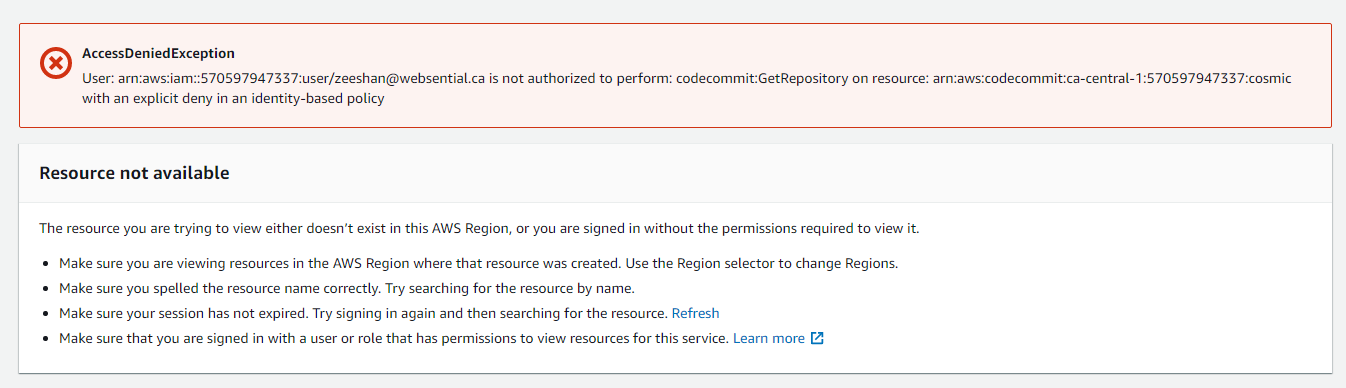 AccessDeniedException
User: arn:aws:iam::570597947337:user/zeeshan@websential.ca is not authorized to perform: codecommit:GetRepository on resource: arn:aws:codecommit:ca-central-1:570597947337:cosmic
with an explicit deny in an identity-based policy
Resource not available
The resource you are trying to view either doesn't exist in this AWS Region, or you are signed in without the permissions required to view it.
• Make sure you are viewing resources in the AWS Region where that resource was created. Use the Region selector to change Regions.
• Make sure you spelled the resource name correctly. Try searching for the resource by name.
• Make sure your session has not expired. Try signing in again and then searching for the resource. Refresh
• Make sure that you are signed in with a user or role that has permissions to view resources for this service. Learn more